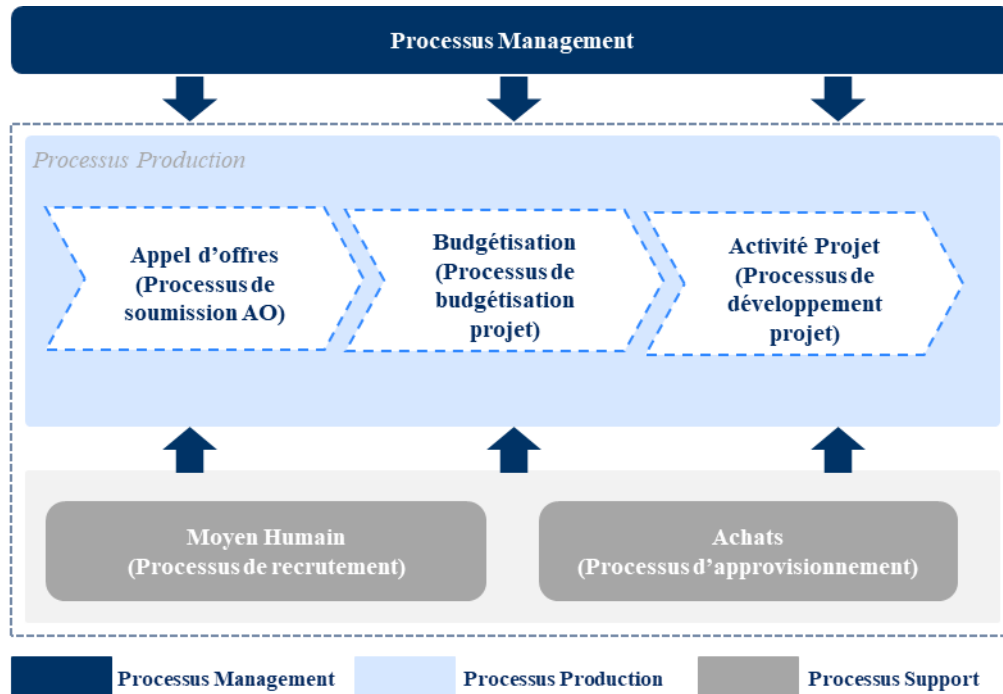 Processus Management
Processus Production
Appel d’offres
(Processus de
soumission AO)
Budgétisation
(Processus de
budgétisation
projet)
Activité Projet
(Processus de
développement
projet)
Moyen Humain
(Processus de recrutement)
Achats
(Processus d’approvisionnement)
Processus Management
Processus Production
Processus Support